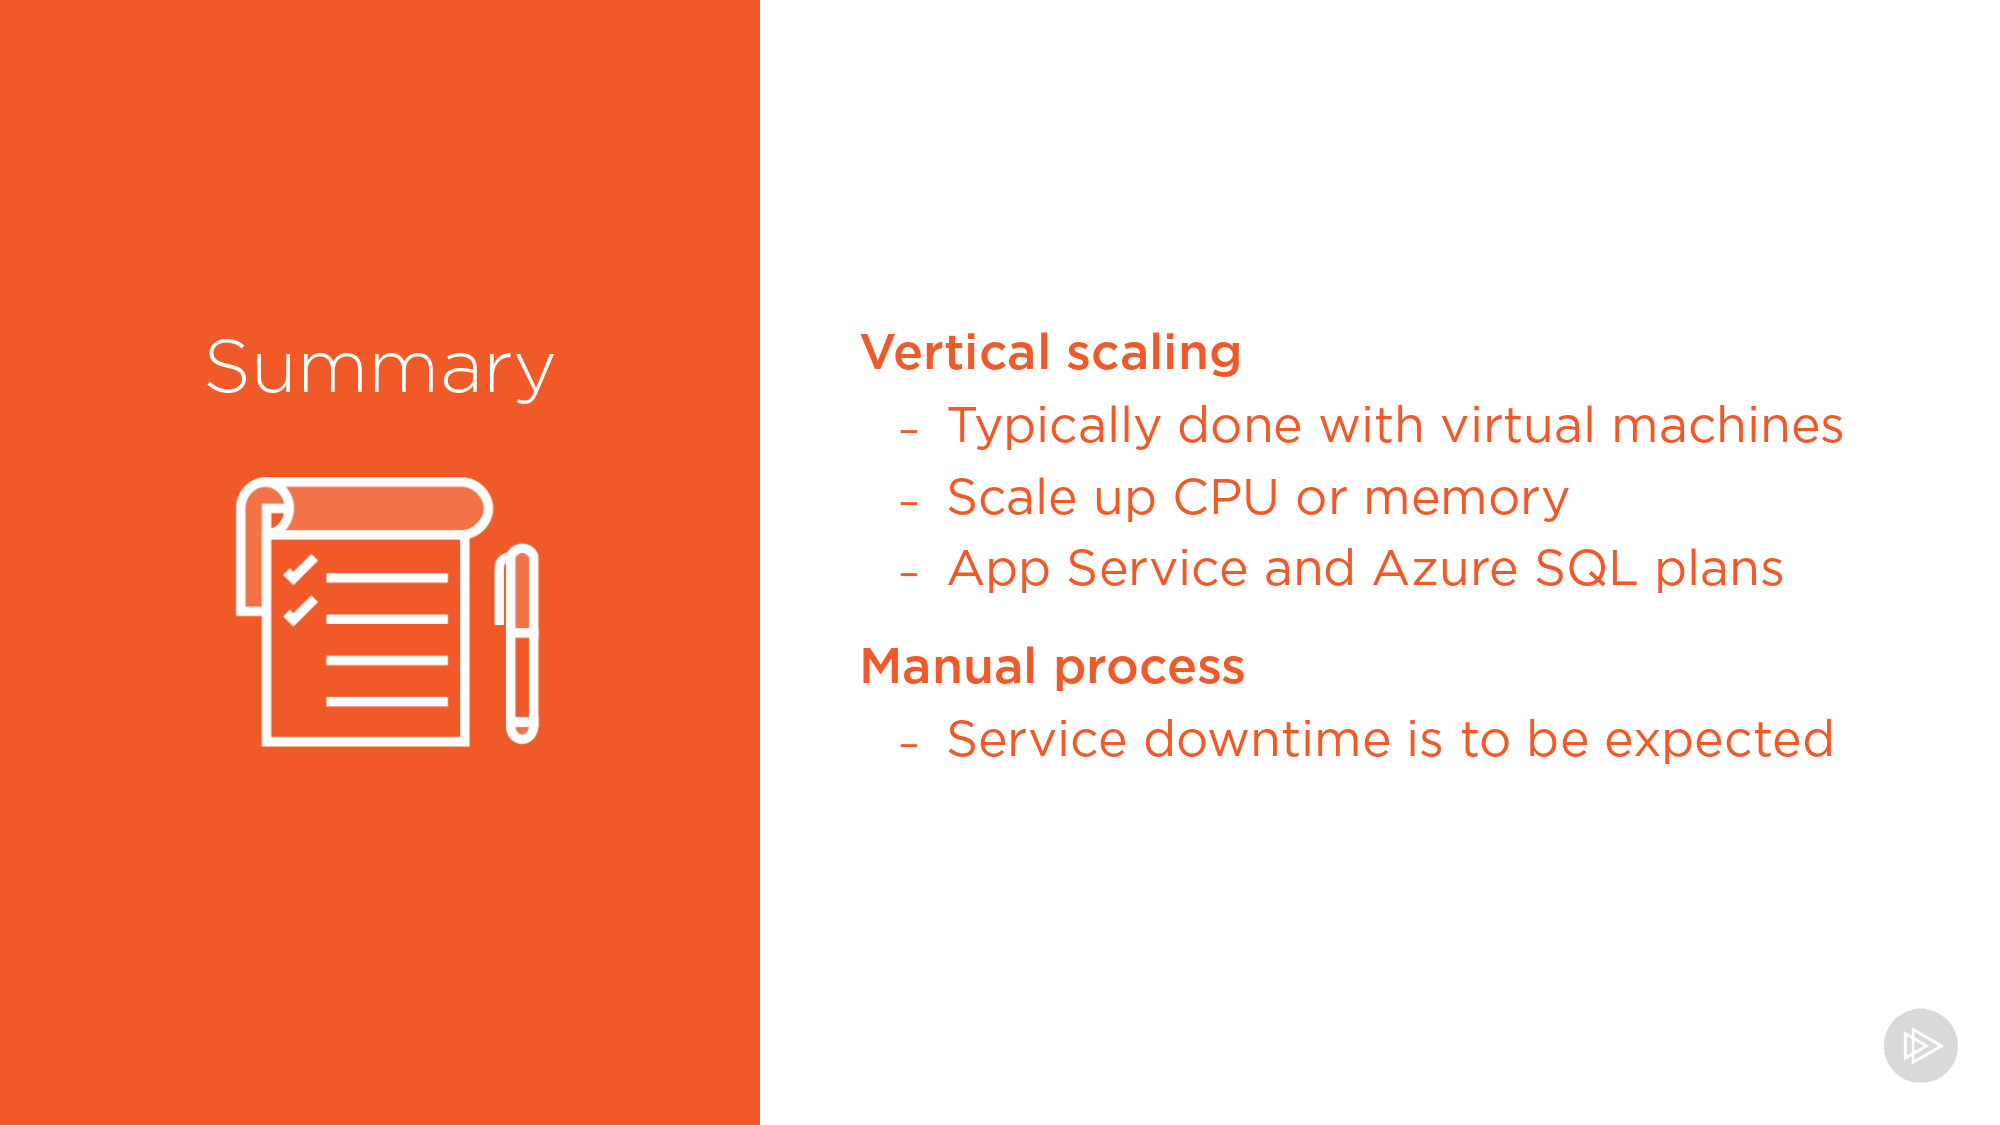 Summary
Vertical scaling
- Typically done with virtual machines
- Scale up CPU or memory
- App Service and Azure SQL plans
Manual process
- Service downtime is to be expected